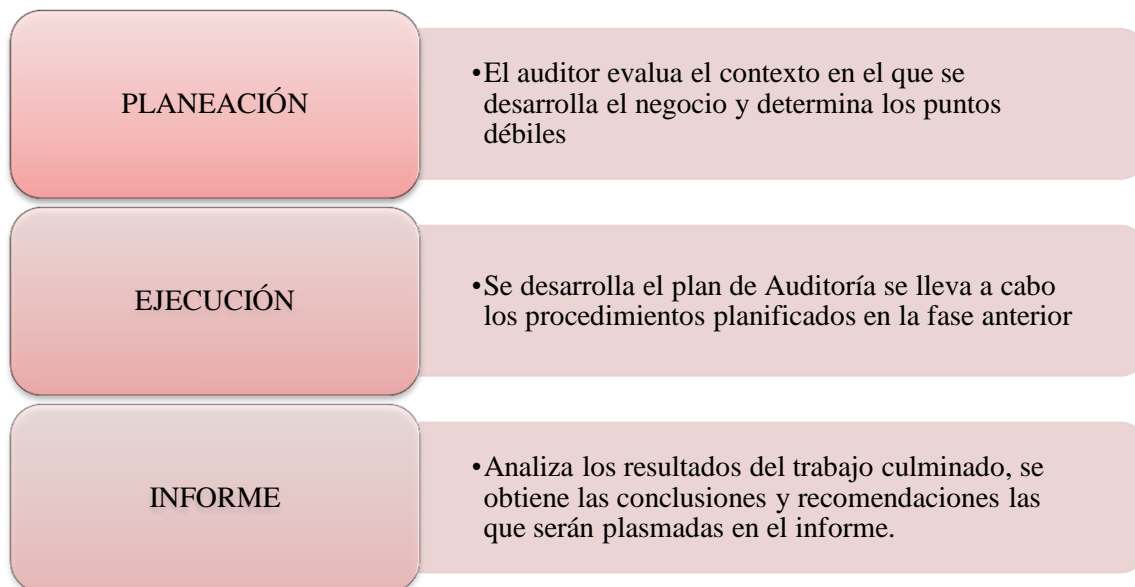 PLANEACIÓN
•El auditor evalua el contexto en el que se
desarrolla el negocio y determina los puntos
débiles
EJECUCIÓN
•Se desarrolla el plan de Auditoría se lleva a cabo
los procedimientos planificados en la fase anterior
INFORME
•Analiza los resultados del trabajo culminado, se
obtiene las conclusiones y recomendaciones las
que serán plasmadas en el informe.